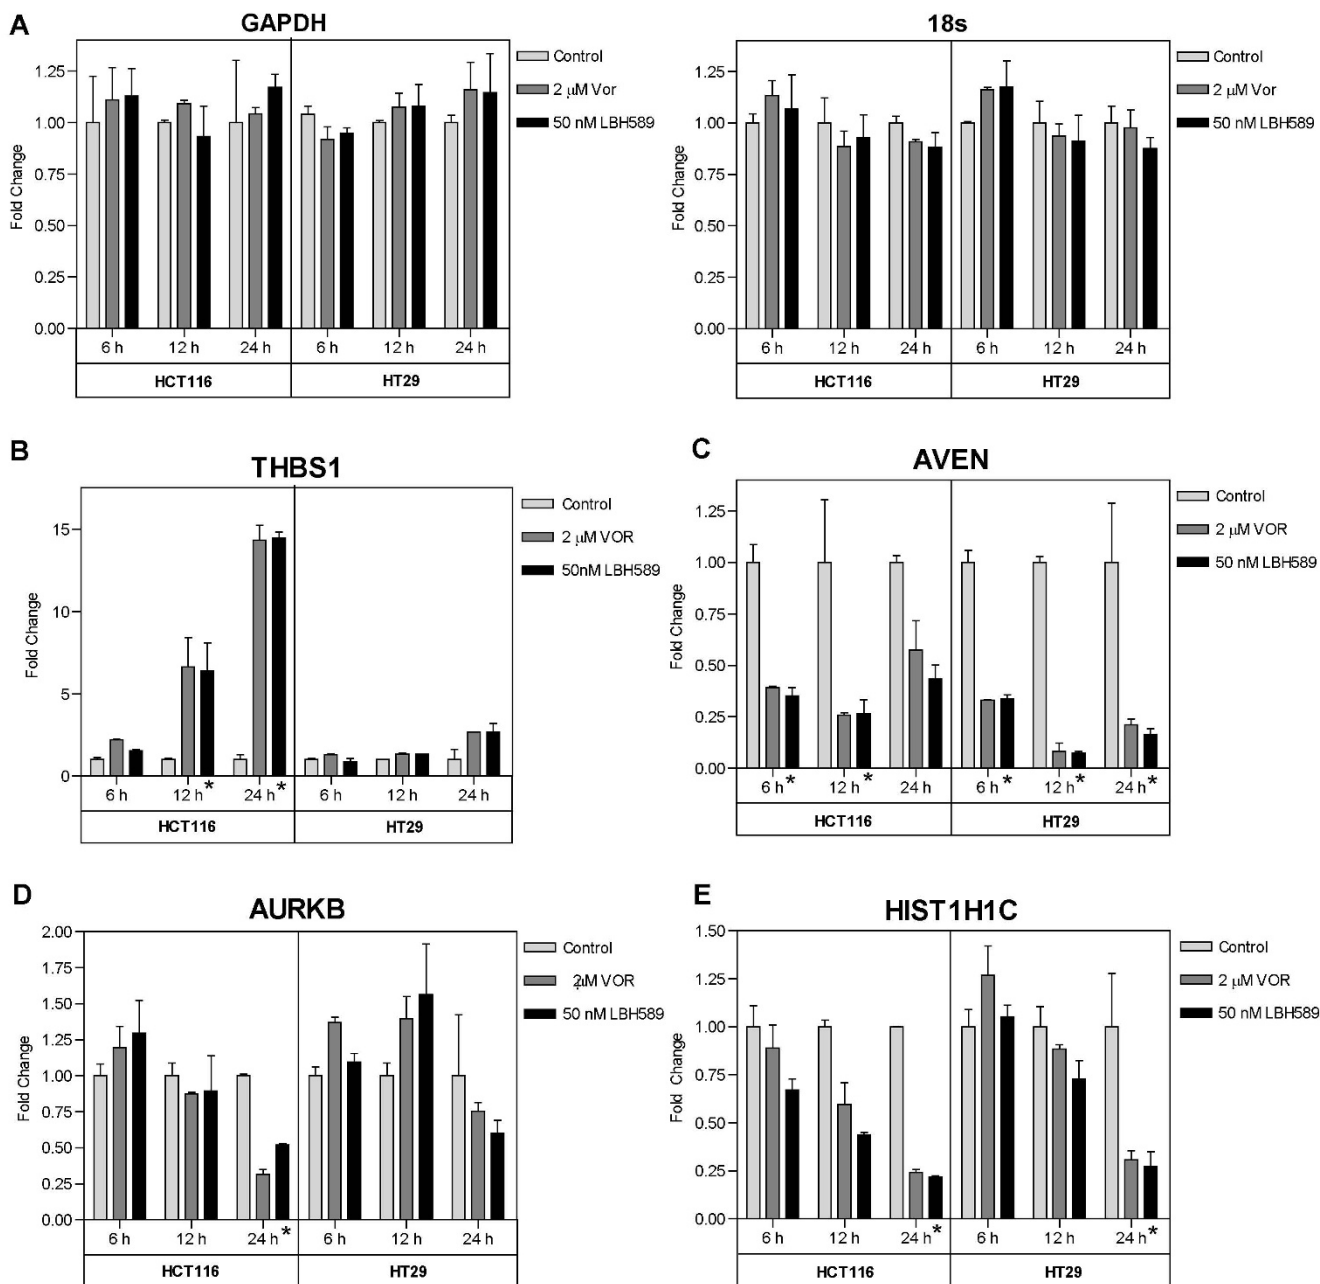 A
GAPDH
Fold Change
1.25
1.00
0.75
0.50
0.25
0.00
6 h 12 h 24 h 6 h 12 h 24 h
HCT116 HT29
Control
2 µM Vor
50 nM LBH589
18s
Fold Change
1.25
1.00
0.75
0.50
0.25
0.00
6 h 12 h 24 h 6 h 12 h 24 h
HCT116 HT29
Control
2 µM Vor
50 nM LBH589
B
THBS1
Fold Change
15
10
5
0
6 h 12 h* 24 h* 6 h 12 h 24 h
HCT116 HT29
Control
2 µM VOR
50nM LBH589
C
AVEN
Fold Change
1.25
1.00
0.75
0.50
0.25
0.00
6 h* 12 h* 24 h 6 h* 12 h* 24 h*
HCT116 HT29
Control
2 µM VOR
50 nM LBH589
D
AURKB
Fold Change
2.00
1.75
1.50
1.25
1.00
0.75
0.50
0.25
0.00
6 h 12 h 24 h* 6 h 12 h 24 h
HCT116 HT29
Control
2µM VOR
50 nM LBH589
E
HIST1H1C
Fold Change
1.50
1.25
1.00
0.75
0.50
0.25
0.00
6 h 12 h 24 h* 6 h 12 h 24 h*
HCT116 HT29
Control
2 µM VOR
50 nM LBH589